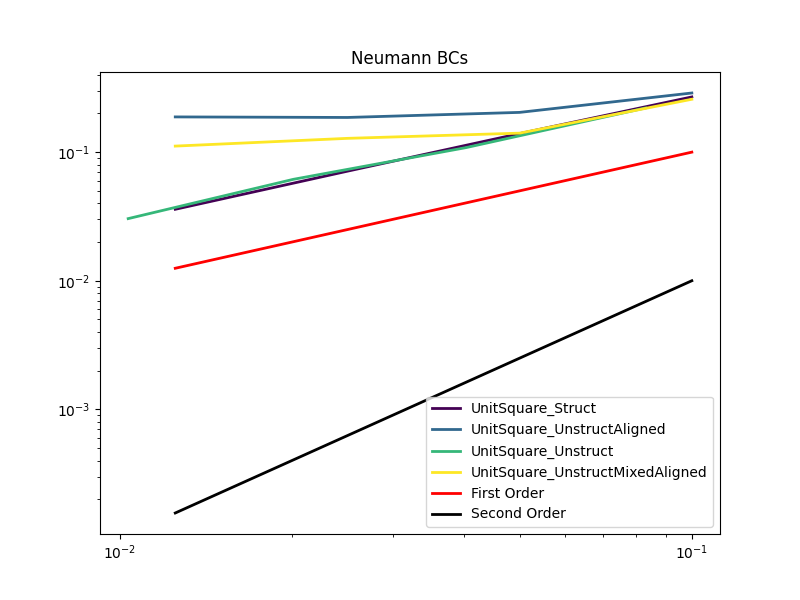 Neumann BCs
10⁻¹
10⁻²
10⁻³
10⁻²
10⁻¹
UnitSquare_Struct
UnitSquare_UnstructAligned
UnitSquare_Unstruct
UnitSquare_UnstructMixedAligned
First Order
Second Order